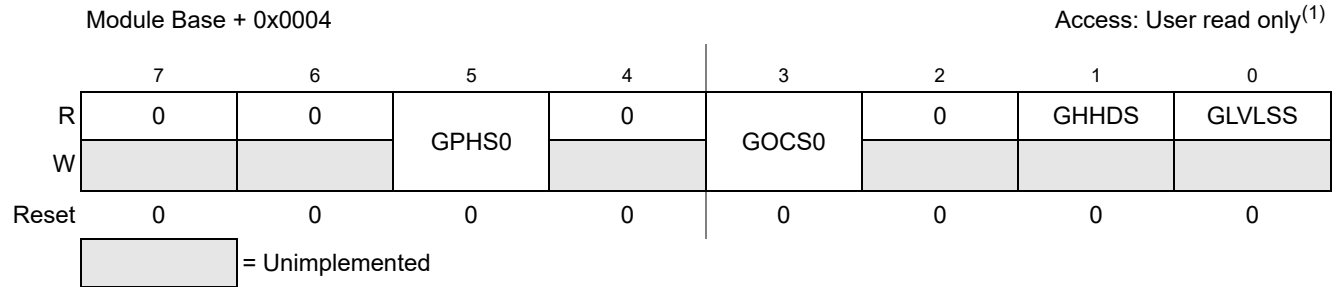 Module Base + 0x0004 Access: User read only(1)
7 6 5 4 3 2 1 0
R 0 0 GPHS0 0 GOCS0 0 GHHDS GLVLSS
W
Reset 0 0 0 0 0 0 0 0
= Unimplemented